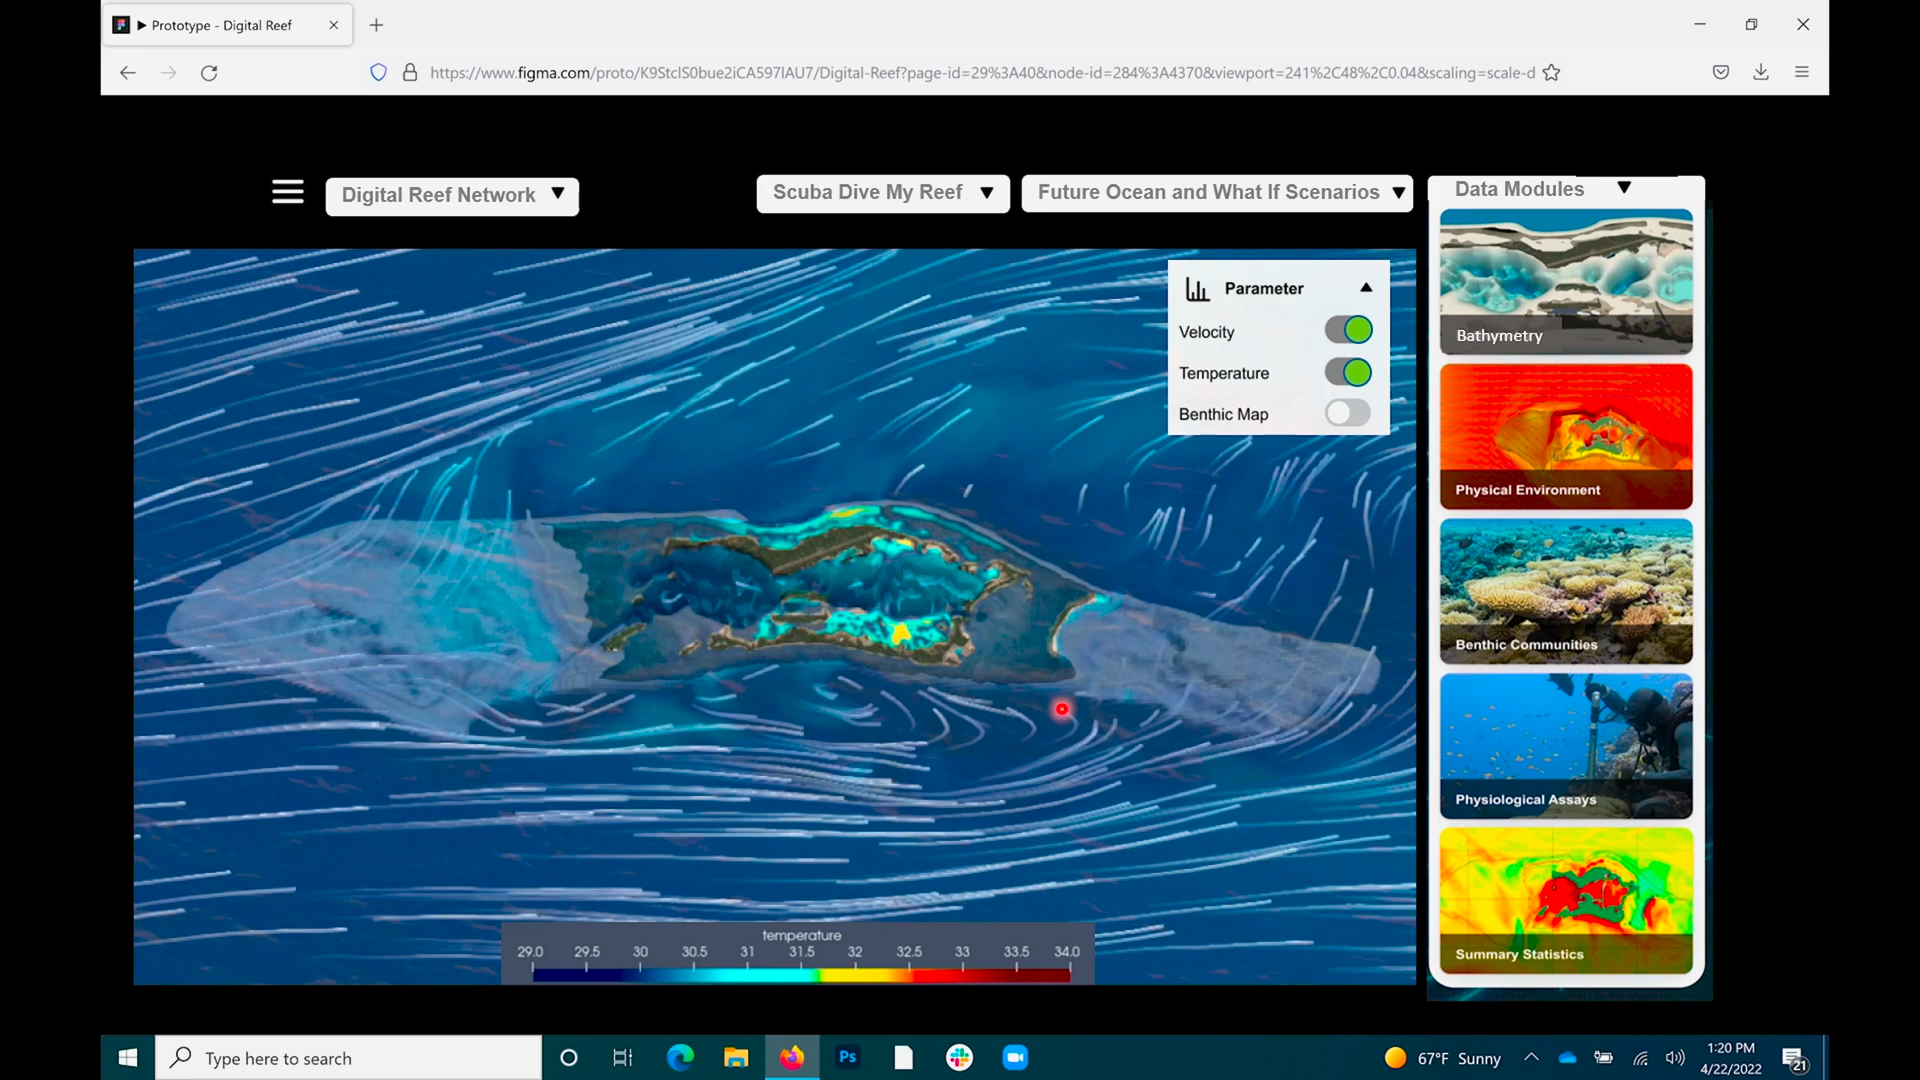 Prototype - Digital Reef
https://www.figma.com/proto/K9StclS0bue2iCA597lAU7/Digital-Reef?page-id=29%3A40&node-id=284%3A4370&viewport=241%2C48%2C0.04&scaling=scale-d
Digital Reef Network
Scuba Dive My Reef
Future Ocean and What If Scenarios
Data Modules
Parameter
Velocity
Temperature
Benthic Map
Bathymetry
Physical Environment
Benthic Communities
Physiological Assays
Summary Statistics
temperature
29.0 29.5 30 30.5 31 31.5 32 32.5 33 33.5 34.0
Type here to search
Ps
67°F Sunny
1:20 PM
4/22/2022
21